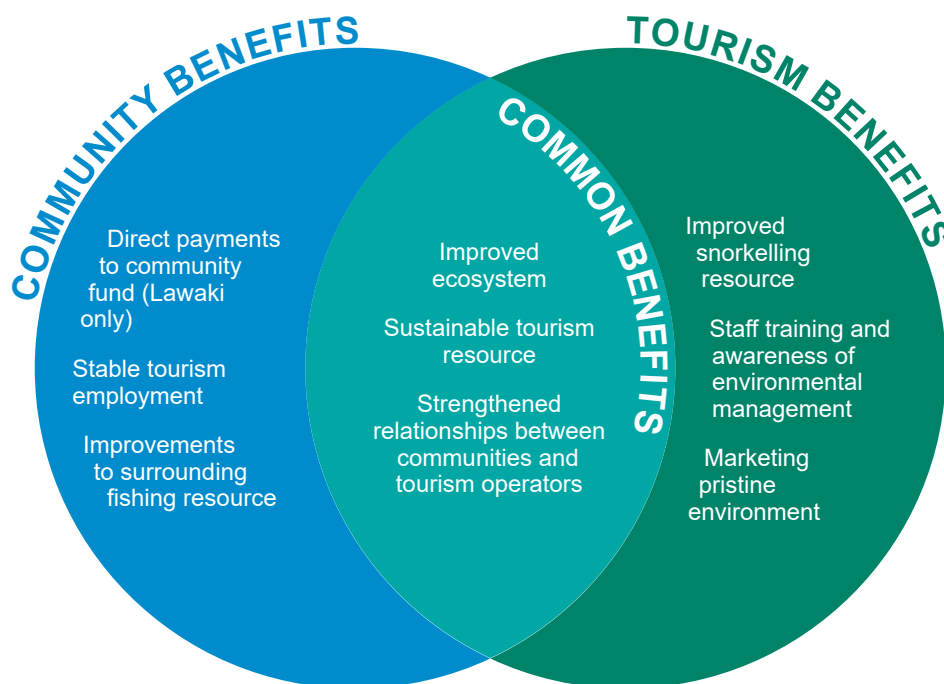 COMMUNITY BENEFITS
Direct payments
to community
fund (Lawaki
only)
Stable tourism
employment
Improvements
to surrounding
fishing resource
COMMON BENEFITS
Improved
ecosystem
Sustainable tourism
resource
Strengthened
relationships between
communities and
tourism operators
TOURISM BENEFITS
Improved
snorkelling
resource
Staff training and
awareness of
environmental
management
Marketing
pristine
environment